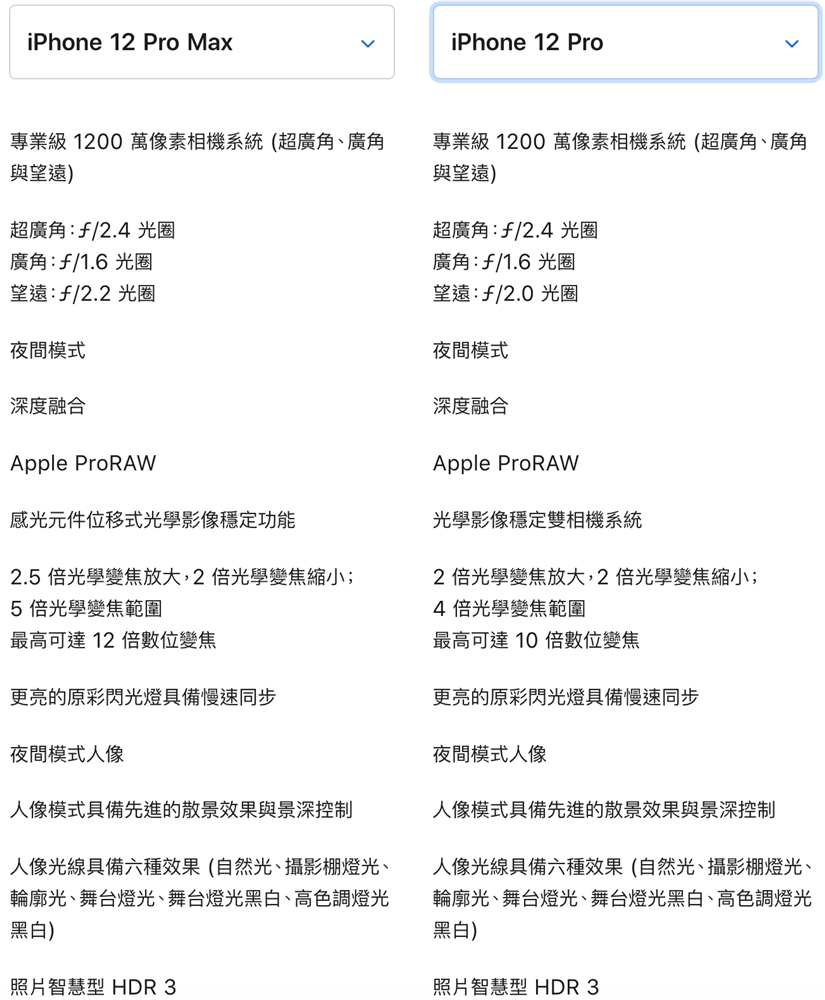 iPhone 12 Pro Max
專業級 1200 萬像素相機系統 (超廣角、廣角
與望遠)
超廣角：ƒ/2.4 光圈
廣角：ƒ/1.6 光圈
望遠：ƒ/2.2 光圈
夜間模式
深度融合
Apple ProRAW
感光元件位移式光學影像穩定功能
2.5 倍光學變焦放大，2 倍光學變焦縮小；
5 倍光學變焦範圍
最高可達 12 倍數位變焦
更亮的原彩閃光燈具備慢速同步
夜間模式人像
人像模式具備先進的散景效果與景深控制
人像光線具備六種效果 (自然光、攝影棚燈光、
輪廓光、舞台燈光、舞台燈光黑白、高色調燈光
黑白)
照片智慧型 HDR 3
iPhone 12 Pro
專業級 1200 萬像素相機系統 (超廣角、廣角
與望遠)
超廣角：ƒ/2.4 光圈
廣角：ƒ/1.6 光圈
望遠：ƒ/2.0 光圈
夜間模式
深度融合
Apple ProRAW
光學影像穩定雙相機系統
2 倍光學變焦放大，2 倍光學變焦縮小；
4 倍光學變焦範圍
最高可達 10 倍數位變焦
更亮的原彩閃光燈具備慢速同步
夜間模式人像
人像模式具備先進的散景效果與景深控制
人像光線具備六種效果 (自然光、攝影棚燈光、
輪廓光、舞台燈光、舞台燈光黑白、高色調燈光
黑白)
照片智慧型 HDR 3